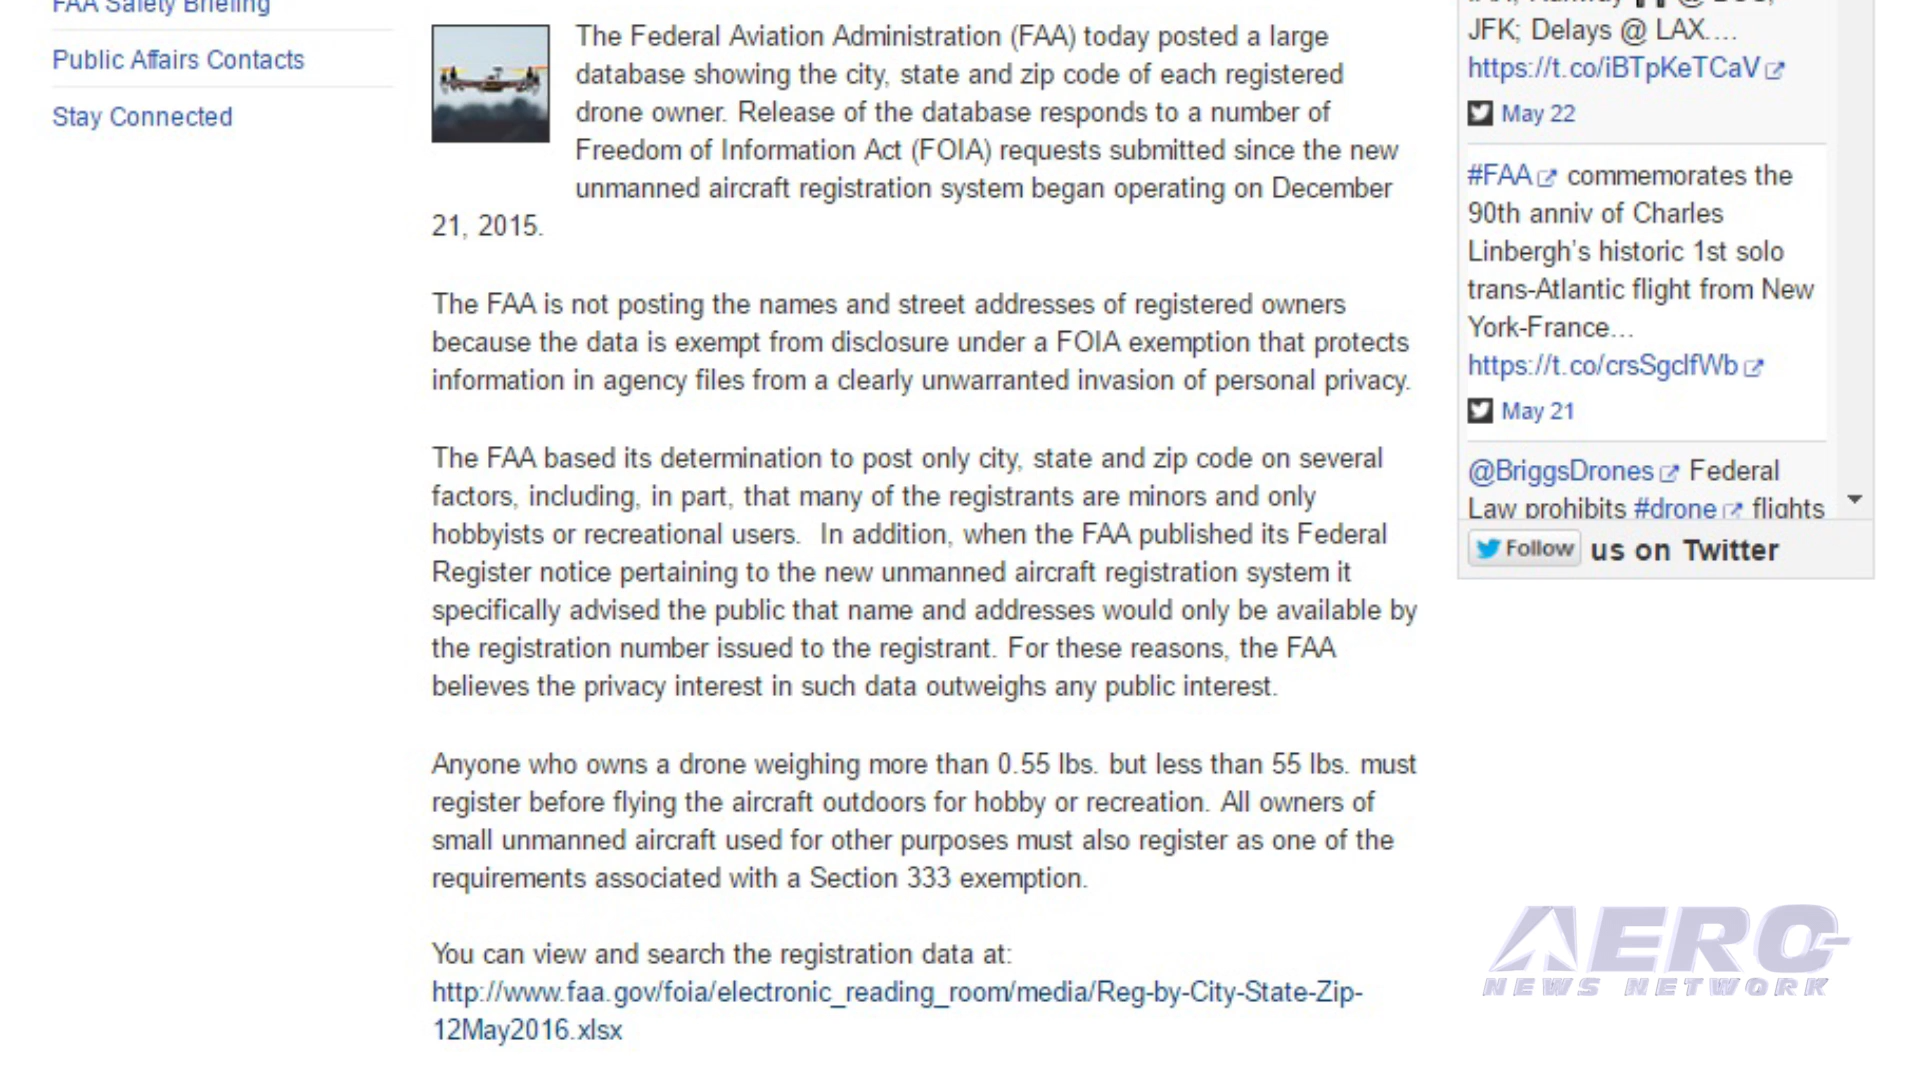 FAA Safety Briefing
Public Affairs Contacts
Stay Connected
The Federal Aviation Administration (FAA) today posted a large
database showing the city, state and zip code of each registered
drone owner. Release of the database responds to a number of
Freedom of Information Act (FOIA) requests submitted since the new
unmanned aircraft registration system began operating on December
21, 2015.
The FAA is not posting the names and street addresses of registered owners
because the data is exempt from disclosure under a FOIA exemption that protects
information in agency files from a clearly unwarranted invasion of personal privacy.
The FAA based its determination to post only city, state and zip code on several
factors, including, in part, that many of the registrants are minors and only
hobbyists or recreational users.  In addition, when the FAA published its Federal
Register notice pertaining to the new unmanned aircraft registration system it
specifically advised the public that name and addresses would only be available by
the registration number issued to the registrant. For these reasons, the FAA
believes the privacy interest in such data outweighs any public interest.
Anyone who owns a drone weighing more than 0.55 lbs. but less than 55 lbs. must
register before flying the aircraft outdoors for hobby or recreation. All owners of
small unmanned aircraft used for other purposes must also register as one of the
requirements associated with a Section 333 exemption.
You can view and search the registration data at:
http://www.faa.gov/foia/electronic_reading_room/media/Reg-by-City-State-Zip-
12May2016.xlsx
JFK; Delays @ LAX....
https://t.co/iBTpKeTCaV
May 22
#FAA commemorates the
90th anniv of Charles
Linbergh's historic 1st solo
trans-Atlantic flight from New
York-France...
https://t.co/crsSgclfWb
May 21
@BriggsDrones Federal
Law prohibits #drone flights
Follow us on Twitter
AERO
NEWS NETWORK